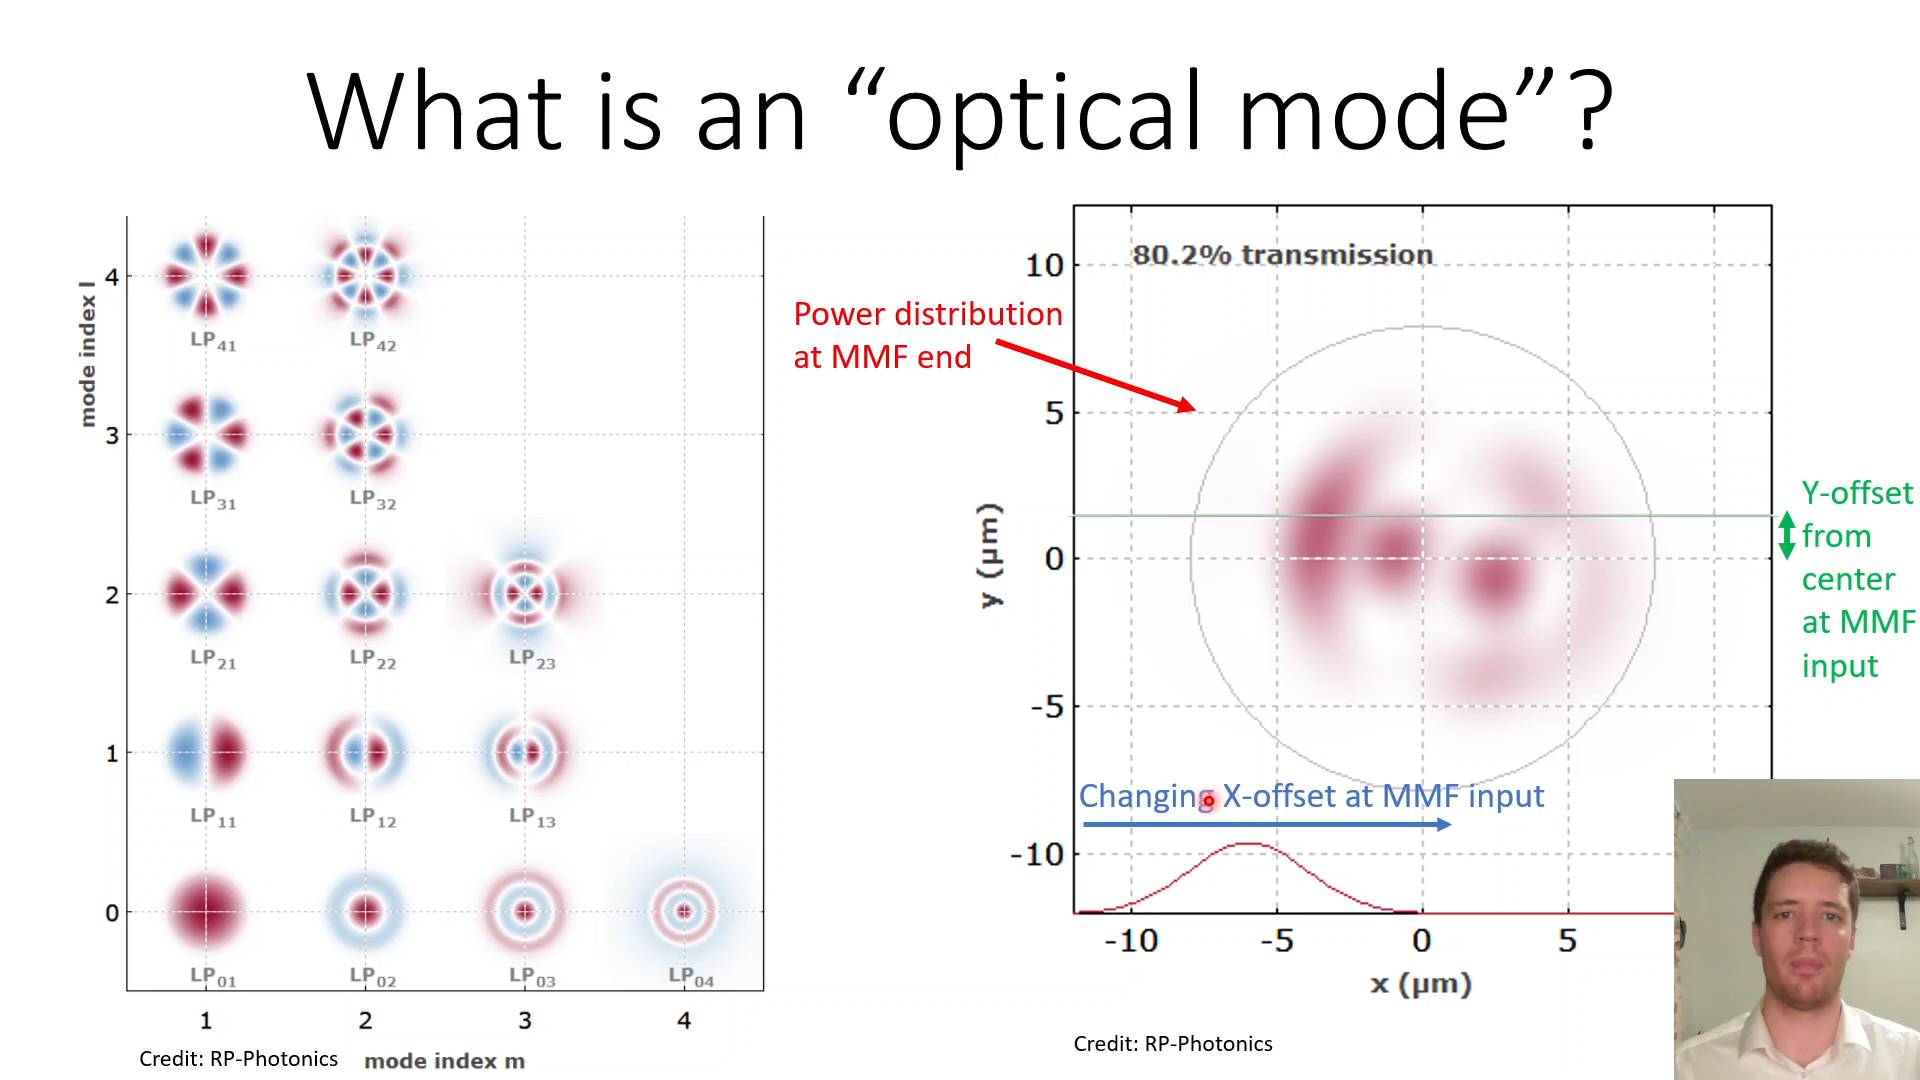 What is an “optical mode”?
mode index l
4
3
2
1
0
LP41
LP42
LP31
LP32
LP21
LP22
LP23
LP11
LP12
LP13
LP01
LP02
LP03
LP04
1
2
3
4
mode index m
Credit: RP-Photonics
Power distribution
at MMF end
80.2% transmission
y (µm)
10
5
0
-5
-10
Changing X-offset at MMF input
-10
-5
0
5
x (µm)
Credit: RP-Photonics
Y-offset
from
center
at MMF
input